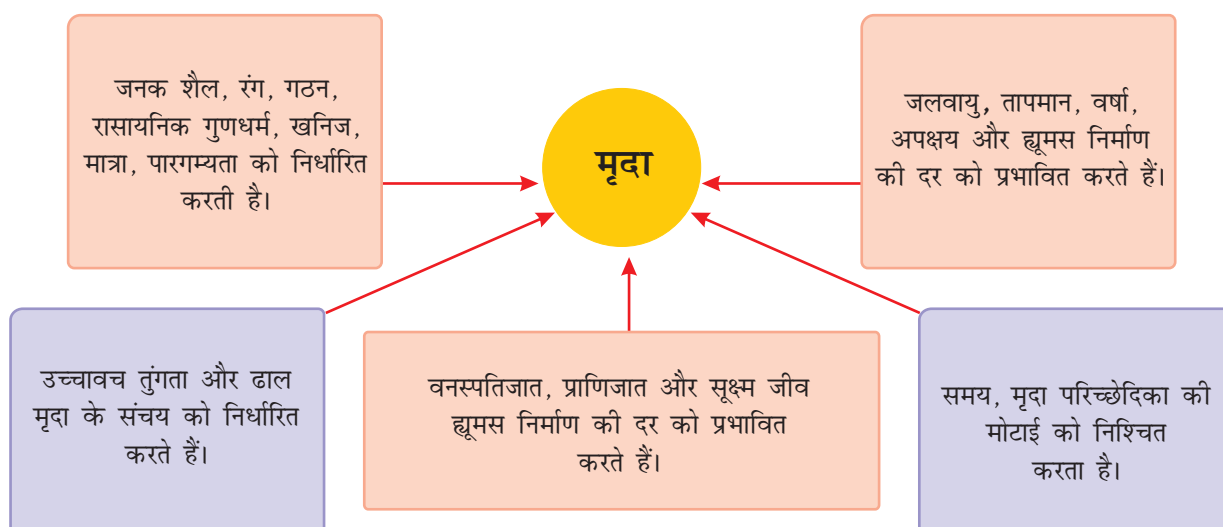 जनक शैल, रंग, गठन,
रासायनिक गुणधर्म, खनिज,
मात्रा, पारगम्यता को निर्धारित
करती है।
मृदा
जलवायु, तापमान, वर्षा,
अपक्षय और ह्यूमस निर्माण
की दर को प्रभावित करते हैं।
उच्चावच तुंगता और ढाल
मृदा के संचय को निर्धारित
करते हैं।
वनस्पतिजात, प्राणिजात और सूक्ष्म जीव
ह्यूमस निर्माण की दर को प्रभावित
करते हैं।
समय, मृदा परिच्छेदिका की
मोटाई को निश्चित
करता है।